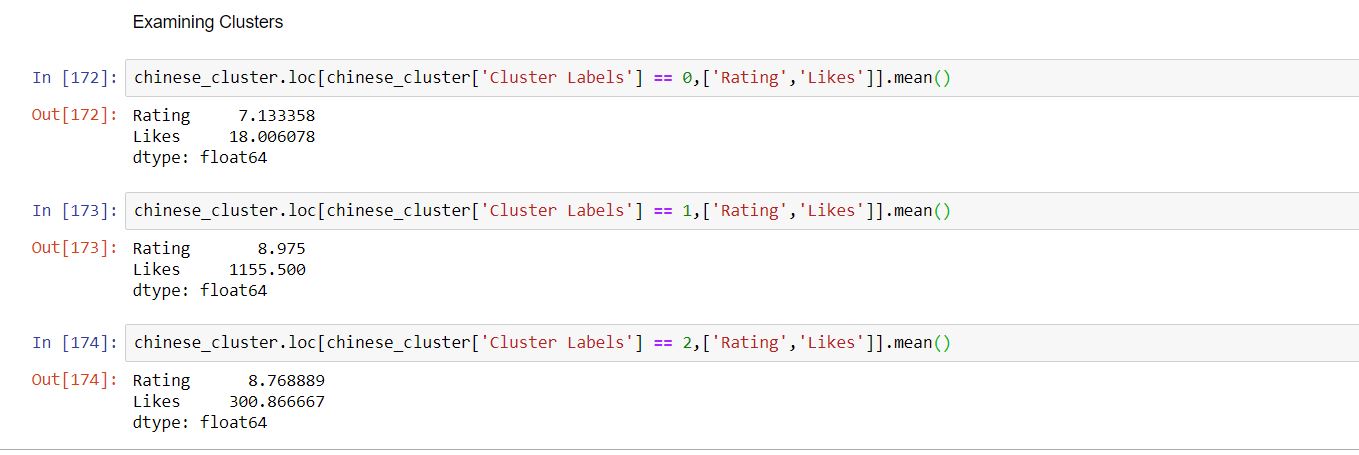 Examining Clusters
In [172]: chinese_cluster.loc[chinese_cluster['Cluster Labels'] == 0,['Rating','Likes']].mean()
Out[172]: Rating     7.133358
Likes     18.006078
dtype: float64
In [173]: chinese_cluster.loc[chinese_cluster['Cluster Labels'] == 1,['Rating','Likes']].mean()
Out[173]: Rating       8.975
Likes     1155.500
dtype: float64
In [174]: chinese_cluster.loc[chinese_cluster['Cluster Labels'] == 2,['Rating','Likes']].mean()
Out[174]: Rating      8.768889
Likes     300.866667
dtype: float64